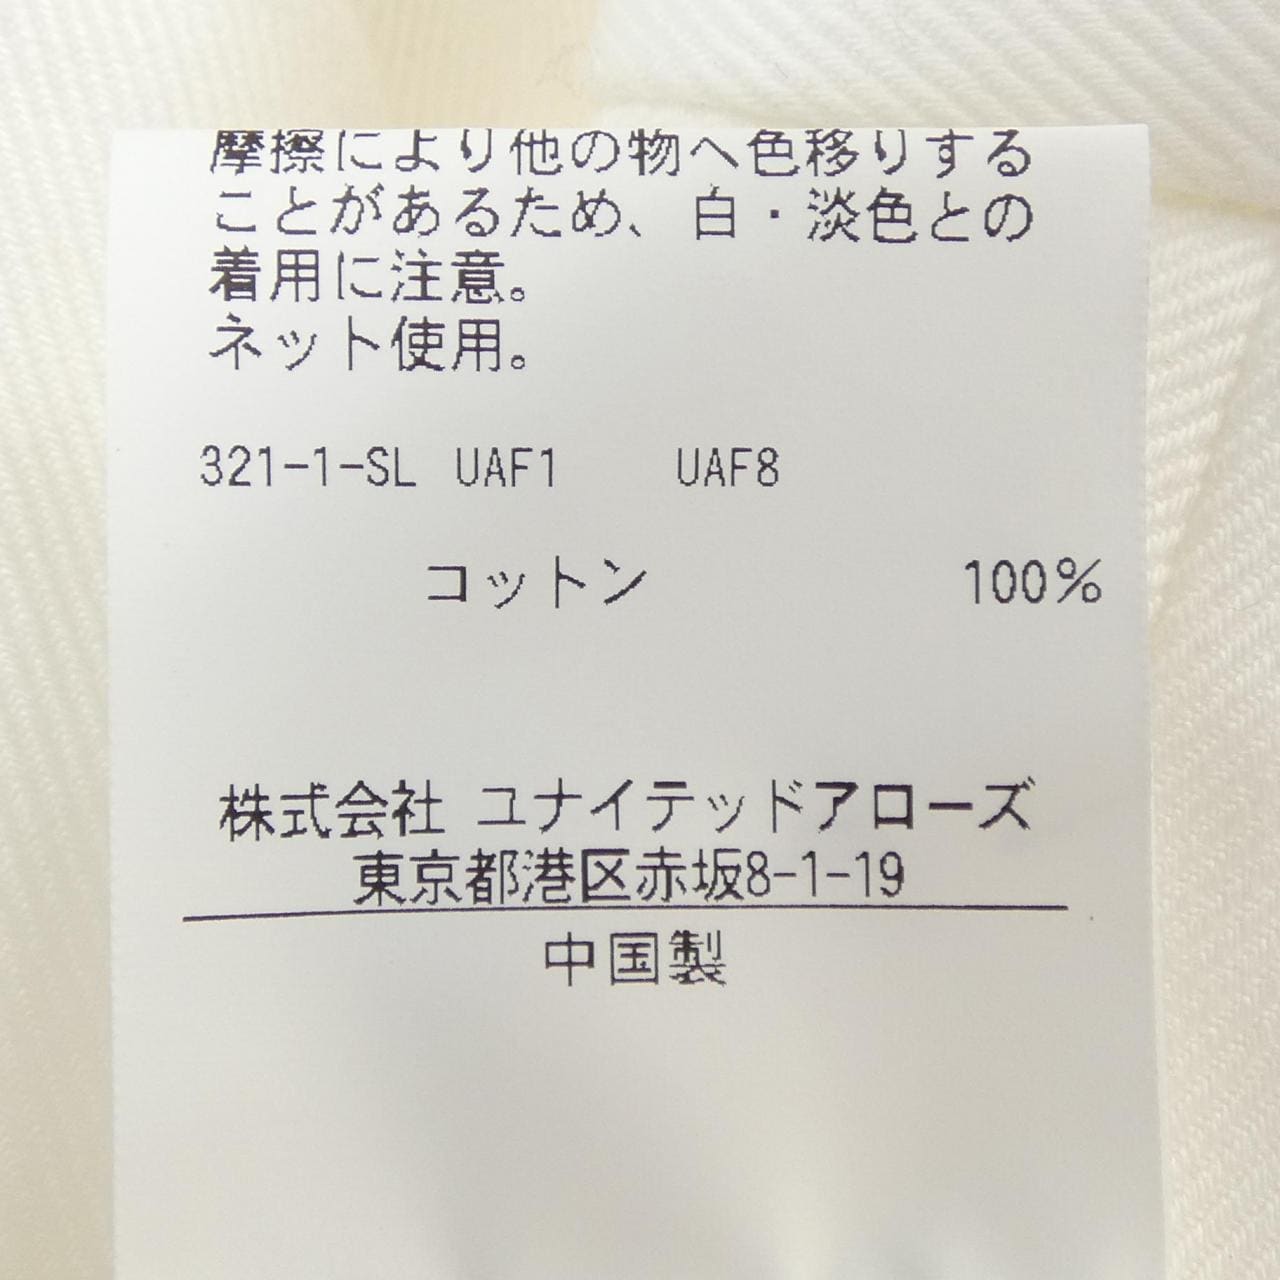 摩擦により他の物へ色移りする
ことがあるため、白・淡色との
着用に注意。
ネット使用。
321-1-SL UAF1 UAF8
コットン 100%
株式会社 ユナイテッドアローズ
東京都港区赤坂8-1-19
中国製